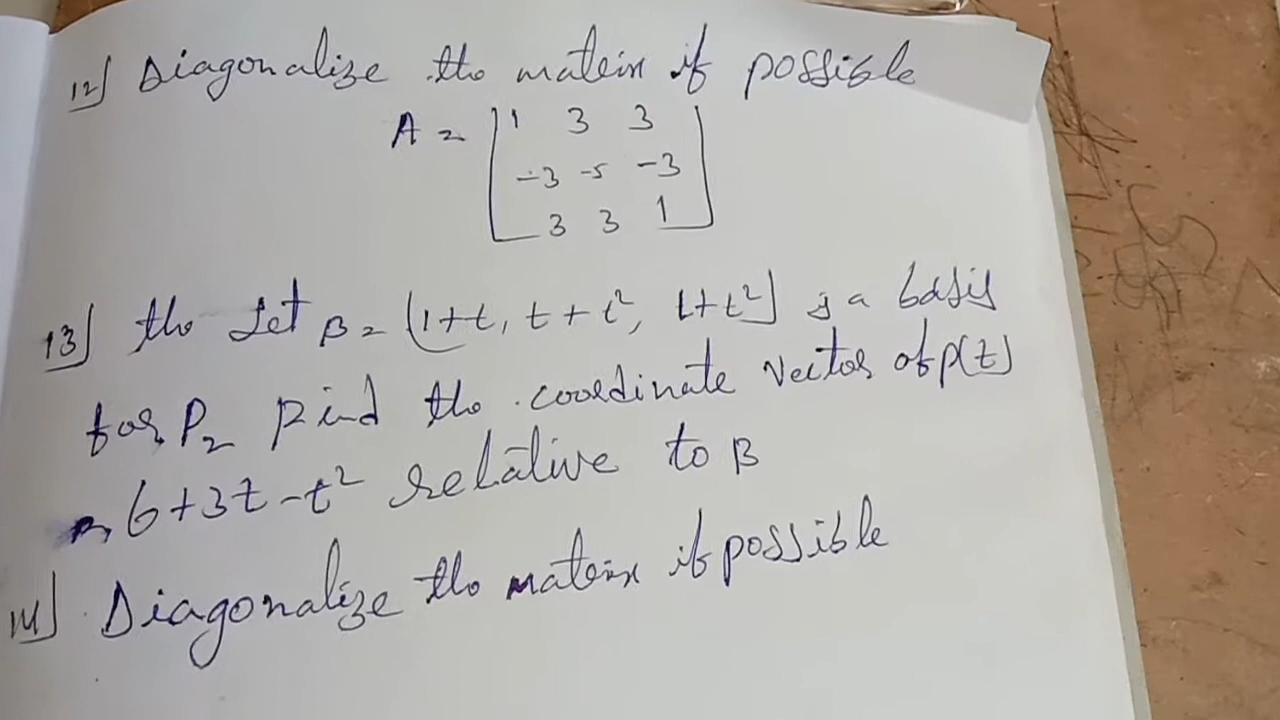 12] Diagonalize the matrix if possible
A = [1 3 3
-3 -5 -3
3 3 1]
13] the Let B = (1+t, t+t², 1+t²] is a basis
for P₂ Find the coordinate vector of p(t)
= 6+3t-t² relative to B
14] Diagonalize the matrix if possible